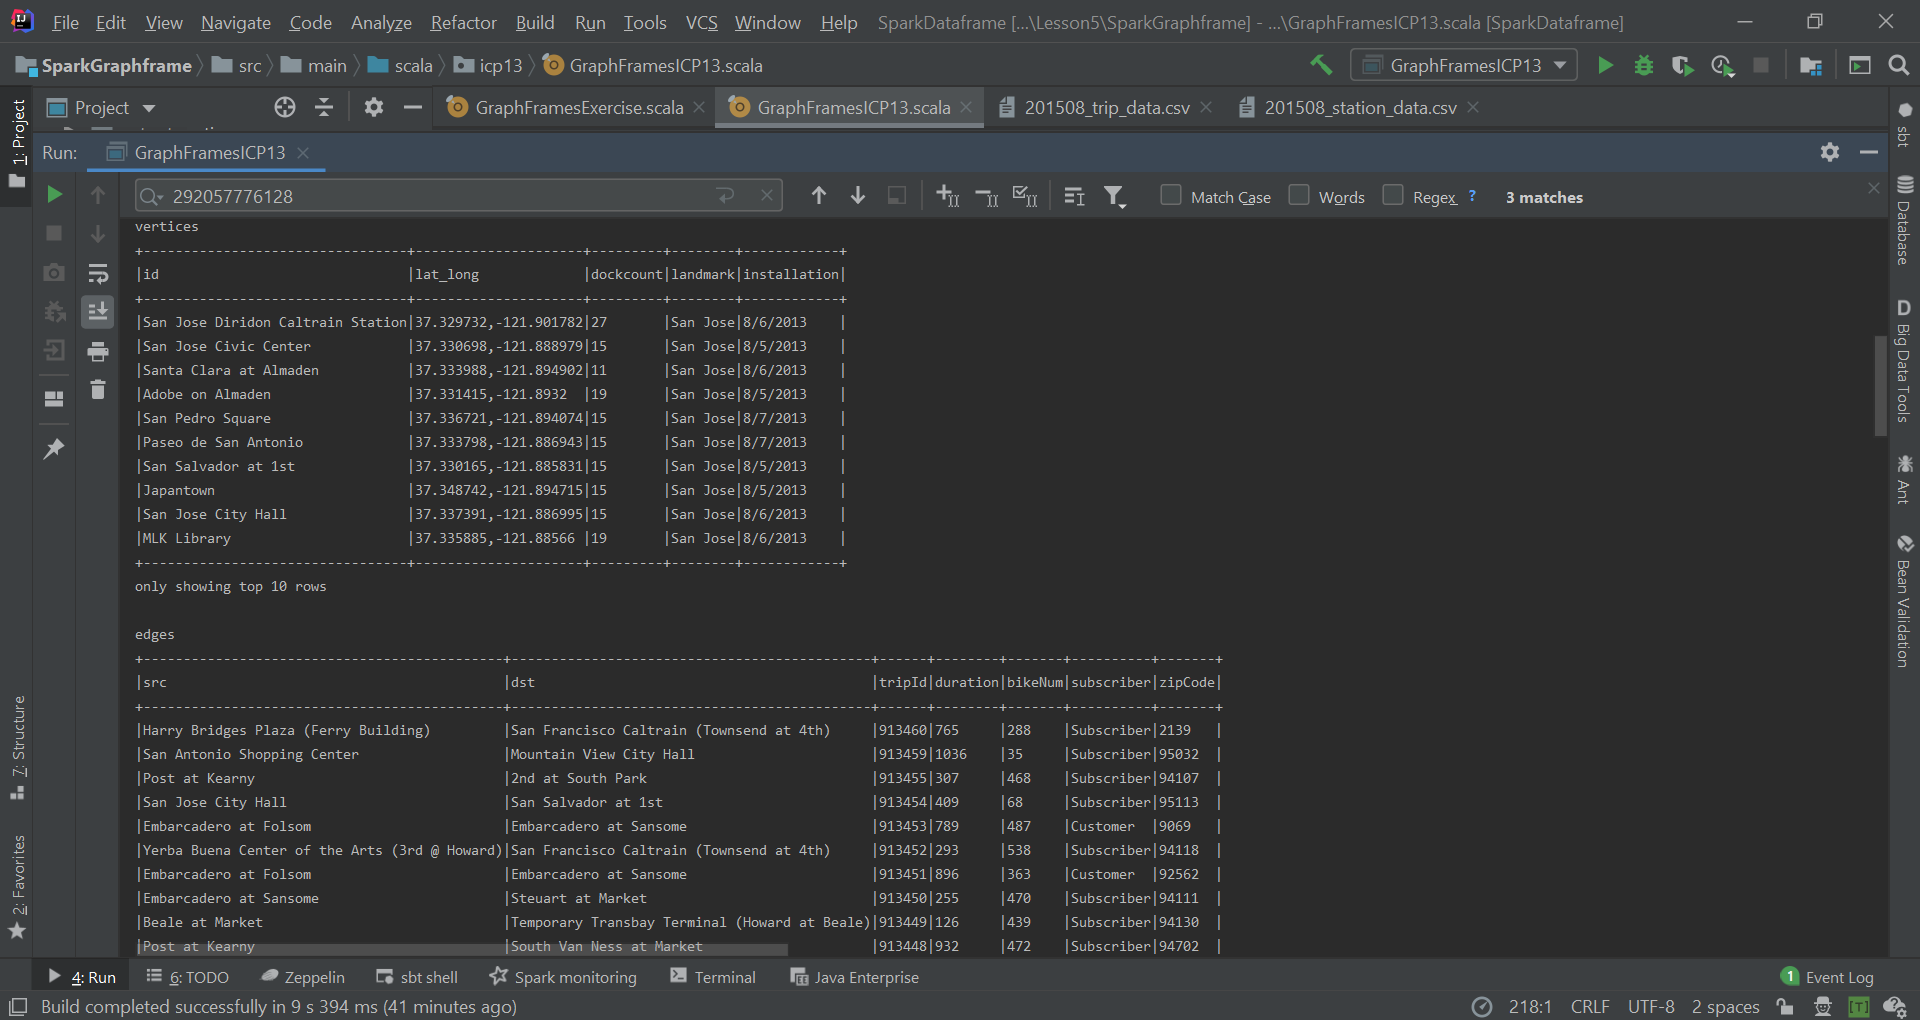 File Edit View Navigate Code Analyze Refactor Build Run Tools VCS Window Help SparkDataframe [...\Lesson5\SparkGraphframe] - ...\GraphFramesICP13.scala [SparkDataframe]
SparkGraphframe src main scala icp13 GraphFramesICP13.scala GraphFramesICP13
Project GraphFramesExercise.scala GraphFramesICP13.scala 201508_trip_data.csv 201508_station_data.csv
Run: GraphFramesICP13
292057776128 Match Case Words Regex ? 3 matches
vertices
+---------------------------------+---------------------+---------+--------+------------+
|id                               |lat_long             |dockcount|landmark|installation|
+---------------------------------+---------------------+---------+--------+------------+
|San Jose Diridon Caltrain Station|37.329732,-121.901782|27       |San Jose|8/6/2013    |
|San Jose Civic Center            |37.330698,-121.888979|15       |San Jose|8/5/2013    |
|Santa Clara at Almaden           |37.333988,-121.894902|11       |San Jose|8/6/2013    |
|Adobe on Almaden                 |37.331415,-121.8932  |19       |San Jose|8/5/2013    |
|San Pedro Square                 |37.336721,-121.894074|15       |San Jose|8/7/2013    |
|Paseo de San Antonio             |37.333798,-121.886943|15       |San Jose|8/7/2013    |
|San Salvador at 1st              |37.330165,-121.885831|15       |San Jose|8/5/2013    |
|Japantown                        |37.348742,-121.894715|15       |San Jose|8/5/2013    |
|San Jose City Hall               |37.337391,-121.886995|15       |San Jose|8/6/2013    |
|MLK Library                      |37.335885,-121.88566 |19       |San Jose|8/6/2013    |
+---------------------------------+---------------------+---------+--------+------------+
only showing top 10 rows
edges
+---------------------------------------------+---------------------------------------------+------+--------+-------+----------+-------+
|src                                          |dst                                          |tripId|duration|bikeNum|subscriber|zipCode|
+---------------------------------------------+---------------------------------------------+------+--------+-------+----------+-------+
|Harry Bridges Plaza (Ferry Building)         |San Francisco Caltrain (Townsend at 4th)     |913460|765     |288    |Subscriber|2139   |
|San Antonio Shopping Center                  |Mountain View City Hall                      |913459|1036    |35     |Subscriber|95032  |
|Post at Kearny                               |2nd at South Park                            |913455|307     |468    |Subscriber|94107  |
|San Jose City Hall                           |San Salvador at 1st                          |913454|409     |68     |Subscriber|95113  |
|Embarcadero at Folsom                        |Embarcadero at Sansome                       |913453|789     |487    |Customer  |9069   |
|Yerba Buena Center of the Arts (3rd @ Howard)|San Francisco Caltrain (Townsend at 4th)     |913452|293     |538    |Subscriber|94118  |
|Embarcadero at Folsom                        |Embarcadero at Sansome                       |913451|896     |363    |Customer  |92562  |
|Embarcadero at Sansome                       |Steuart at Market                            |913450|255     |470    |Subscriber|94111  |
|Beale at Market                              |Temporary Transbay Terminal (Howard at Beale)|913449|126     |439    |Subscriber|94130  |
|Post at Kearny                               |South Van Ness at Market                     |913448|932     |472    |Subscriber|94702  |
1: Project
7: Structure
2: Favorites
sbt
Database
D Big Data Tools
Ant
Bean Validation
4: Run 6: TODO Zeppelin sbt shell Spark monitoring Terminal Java Enterprise 1 Event Log
Build completed successfully in 9 s 394 ms (41 minutes ago) 218:1 CRLF UTF-8 2 spaces [T]